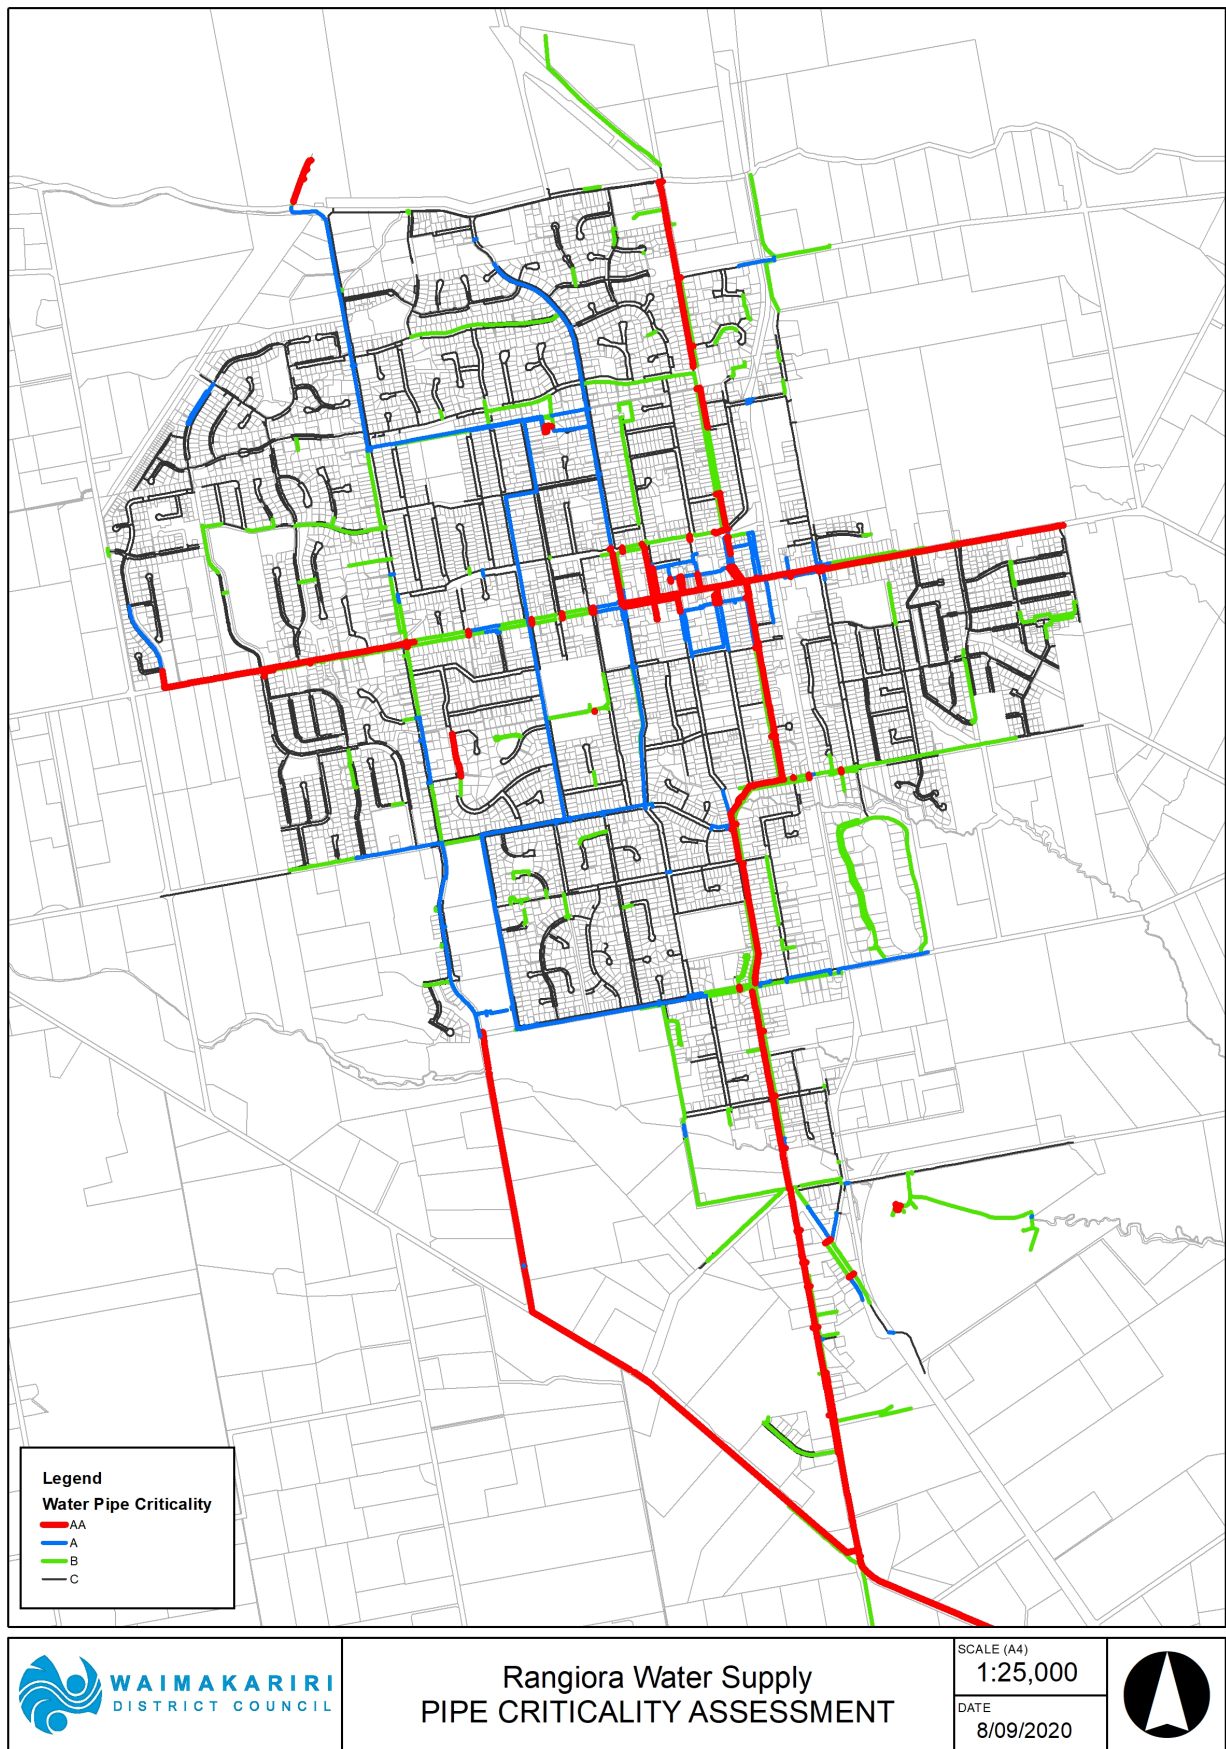 Legend
Water Pipe Criticality
AA
A
B
C
WAIMAKARIRI
DISTRICT COUNCIL
Rangiora Water Supply
PIPE CRITICALITY ASSESSMENT
SCALE (A4)
1:25,000
DATE
8/09/2020